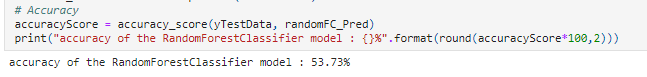 # Accuracy
accuracyScore = accuracy_score(yTestData, randomFC_Pred)
print("accuracy of the RandomForestClassifier model : {}%".format(round(accuracyScore*100,2)))
accuracy of the RandomForestClassifier model : 53.73%